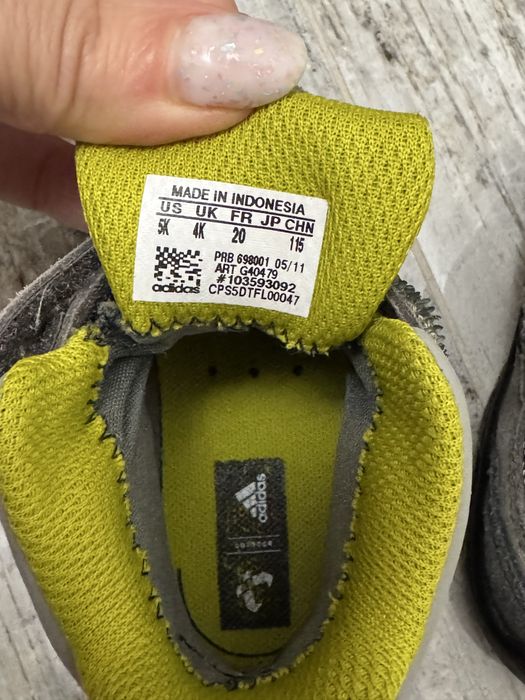 MADE IN INDONESIA
US UK FR JP CHN
5K 4K 20 115
PRB 698001 05/11
ART G40479
#103593092
adidas CPS5DTFL00047
adidas